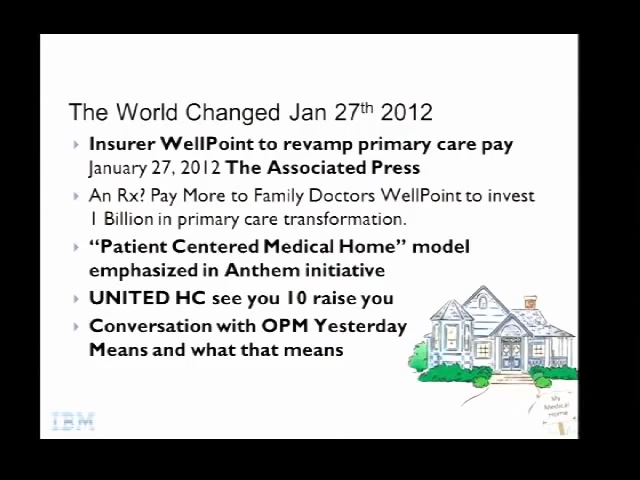 The World Changed Jan 27th 2012
Insurer WellPoint to revamp primary care pay
January 27, 2012 The Associated Press
An Rx? Pay More to Family Doctors WellPoint to invest
1 Billion in primary care transformation.
“Patient Centered Medical Home” model
emphasized in Anthem initiative
UNITED HC see you 10 raise you
Conversation with OPM Yesterday
Means and what that means
My
Medical
Home
IBM